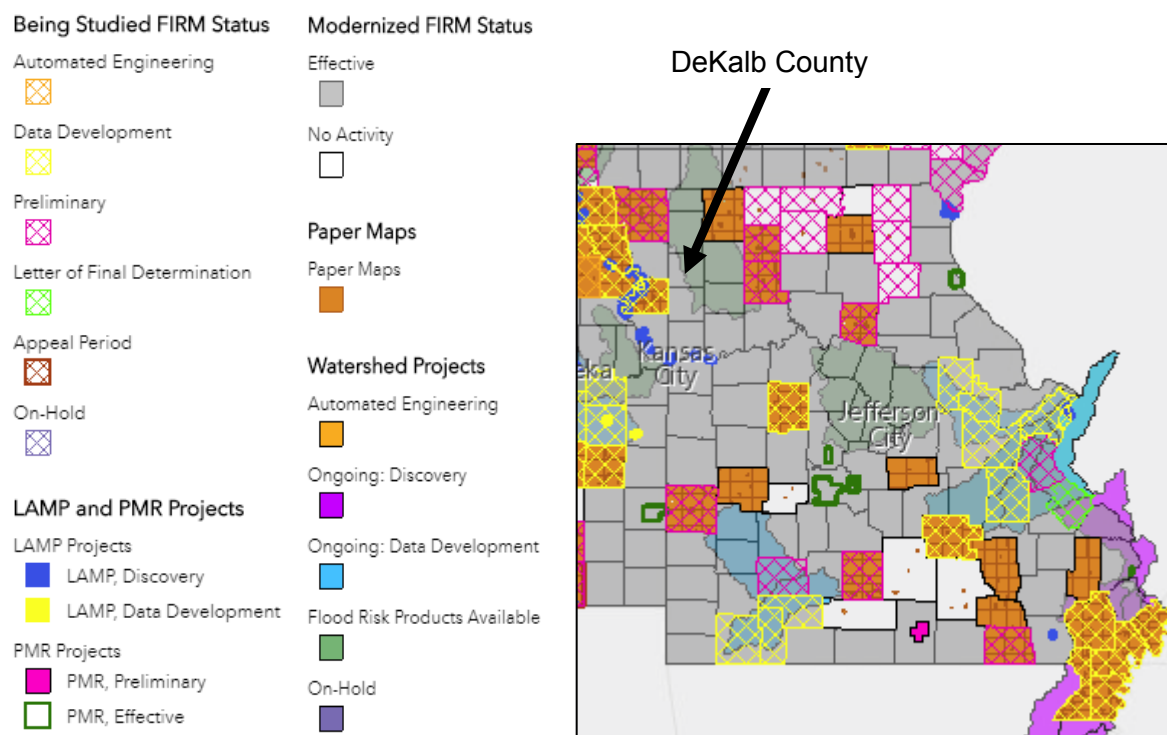 Being Studied FIRM Status
Automated Engineering
Data Development
Preliminary
Letter of Final Determination
Appeal Period
On-Hold
LAMP and PMR Projects
LAMP Projects
LAMP, Discovery
LAMP, Data Development
PMR Projects
PMR, Preliminary
PMR, Effective
Modernized FIRM Status
Effective
No Activity
Paper Maps
Paper Maps
Watershed Projects
Automated Engineering
Ongoing: Discovery
Ongoing: Data Development
Flood Risk Products Available
On-Hold
DeKalb County
Kansas
City
eka
Jefferson
City